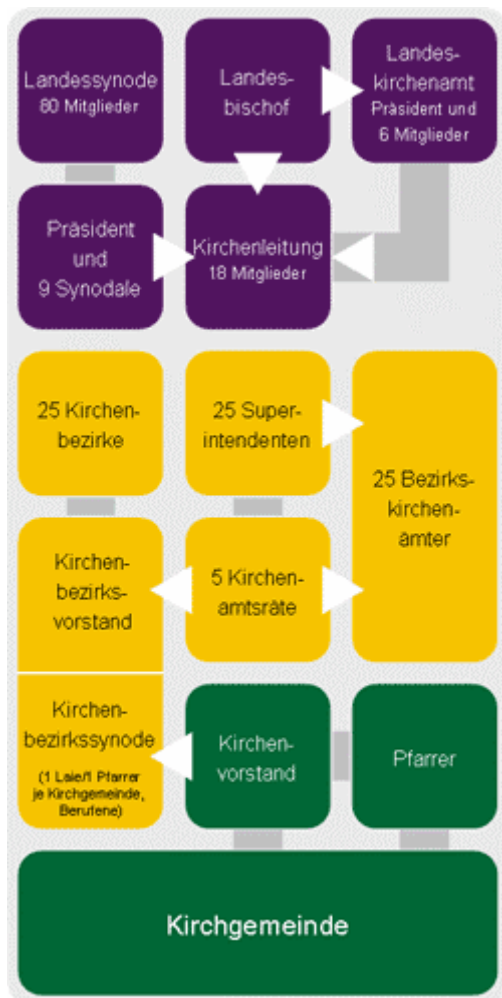 Landessynode
80 Mitglieder
Landes-
bischof
Landes-
kirchenamt
Präsident und
6 Mitglieder
Präsident
und
9 Synodale
Kirchenleitung
18 Mitglieder
25 Kirchen-
bezirke
25 Super-
intendenten
25 Bezirks-
kirchen-
ämter
Kirchen-
bezirks-
vorstand
5 Kirchen-
amtsräte
Kirchen-
bezirkssynode
(1 Laie/1 Pfarrer
je Kirchgemeinde,
Berufene)
Kirchen-
vorstand
Pfarrer
Kirchgemeinde